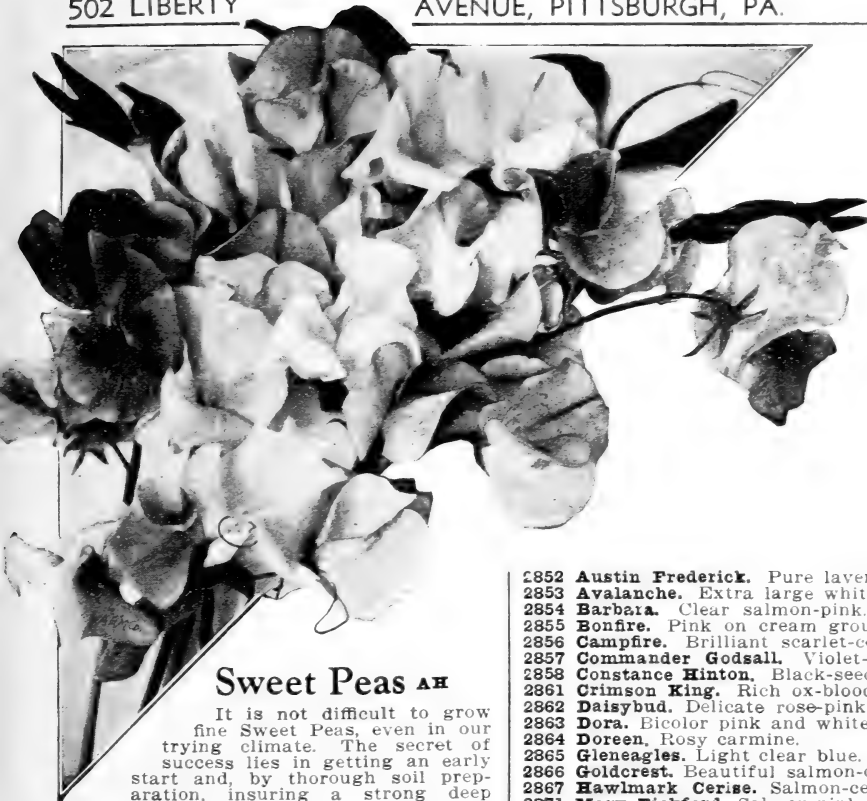 502 LIBERTY AVENUE, PITTSBURGH, PA.
Sweet Peas AH
It is not difficult to grow
fine Sweet Peas, even in our
trying climate. The secret of
success lies in getting an early
start and, by thorough soil prep-
aration, insuring a strong deep
2852 Austin Frederick. Pure laven
2853 Avalanche. Extra large whit
2854 Barbara. Clear salmon-pink.
2855 Bonfire. Pink on cream grou
2856 Campfire. Brilliant scarlet-c
2857 Commander Godsall. Violet-
2858 Constance Hinton. Black-seed
2861 Crimson King. Rich ox-blood
2862 Daisybud. Delicate rose-pink
2863 Dora. Bicolor pink and white
2864 Doreen. Rosy carmine.
2865 Gleneagles. Light clear blue.
2866 Goldcrest. Beautiful salmon-
2867 Hawlmark Cerise. Salmon-c